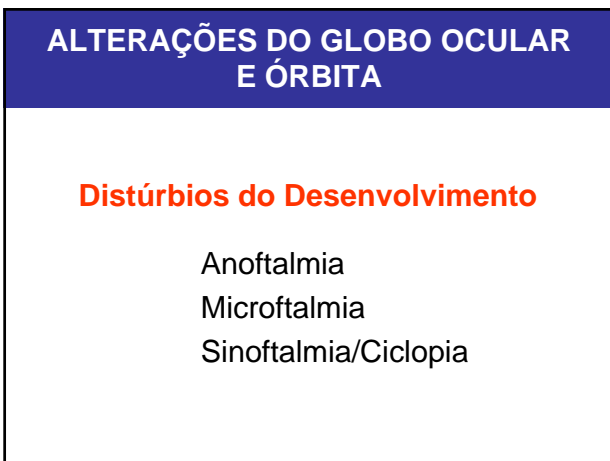 ALTERAÇÕES DO GLOBO OCULAR
E ÓRBITA
Distúrbios do Desenvolvimento
Anoftalmia
Microftalmia
Sinoftalmia/Ciclopia